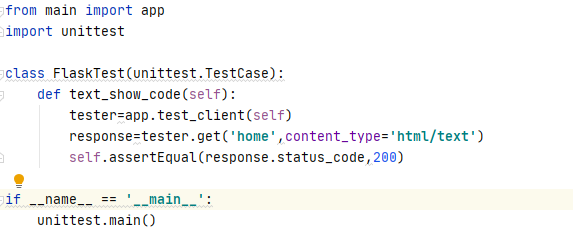 from main import app
import unittest
class FlaskTest(unittest.TestCase):
    def text_show_code(self):
        tester=app.test_client(self)
        response=tester.get('home',content_type='html/text')
        self.assertEqual(response.status_code,200)
if __name__ == '__main__':
    unittest.main()